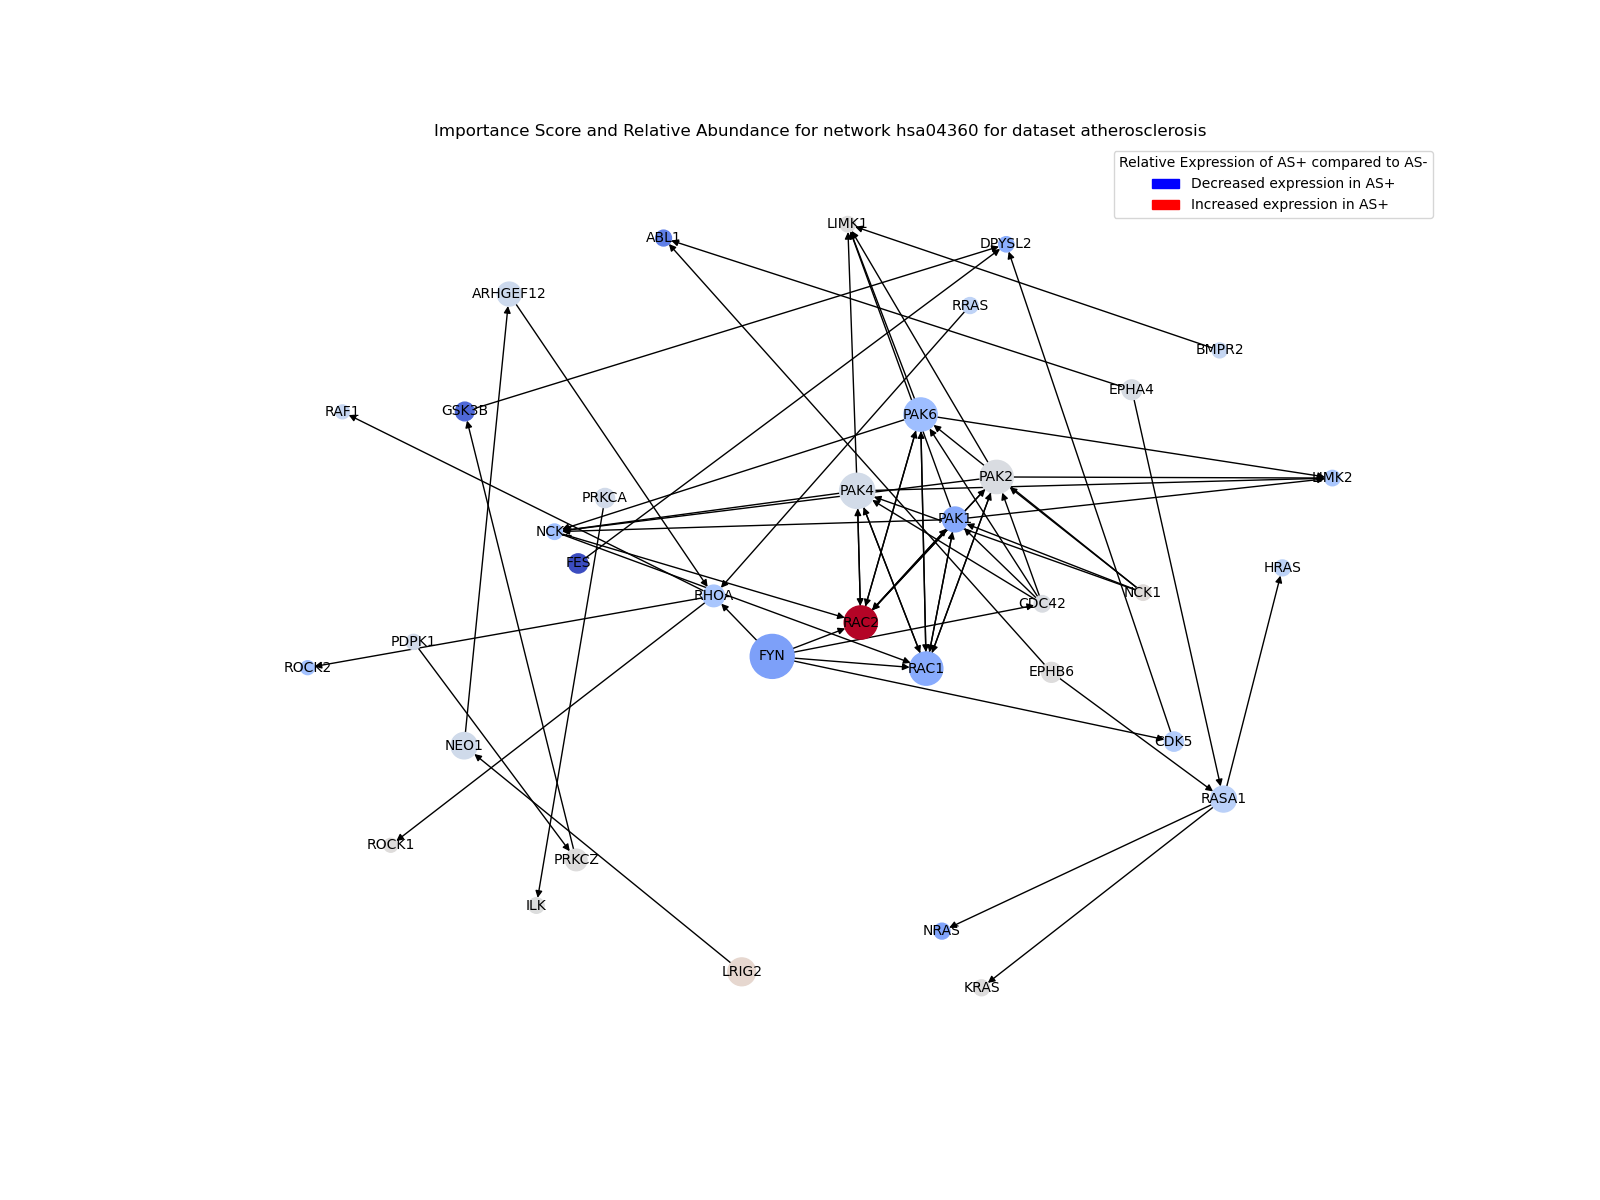 Importance Score and Relative Abundance for network hsa04360 for dataset atherosclerosis
Relative Expression of AS+ compared to AS-
Decreased expression in AS+
Increased expression in AS+
LIMK1
ABL1
DPYSL2
ARHGEF12
RRAS
BMPR2
EPHA4
RAF1
GSK3B
PAK6
PAK2
LIMK2
PAK4
PRKCA
PAK1
FES
HRAS
NCK1
RHOA
CDC42
RAC2
PDPK1
FYN
ROCK2
RAC1
EPHB6
CDK5
NEO1
RASA1
ROCK1
PRKCZ
ILK
NRAS
LRIG2
KRAS